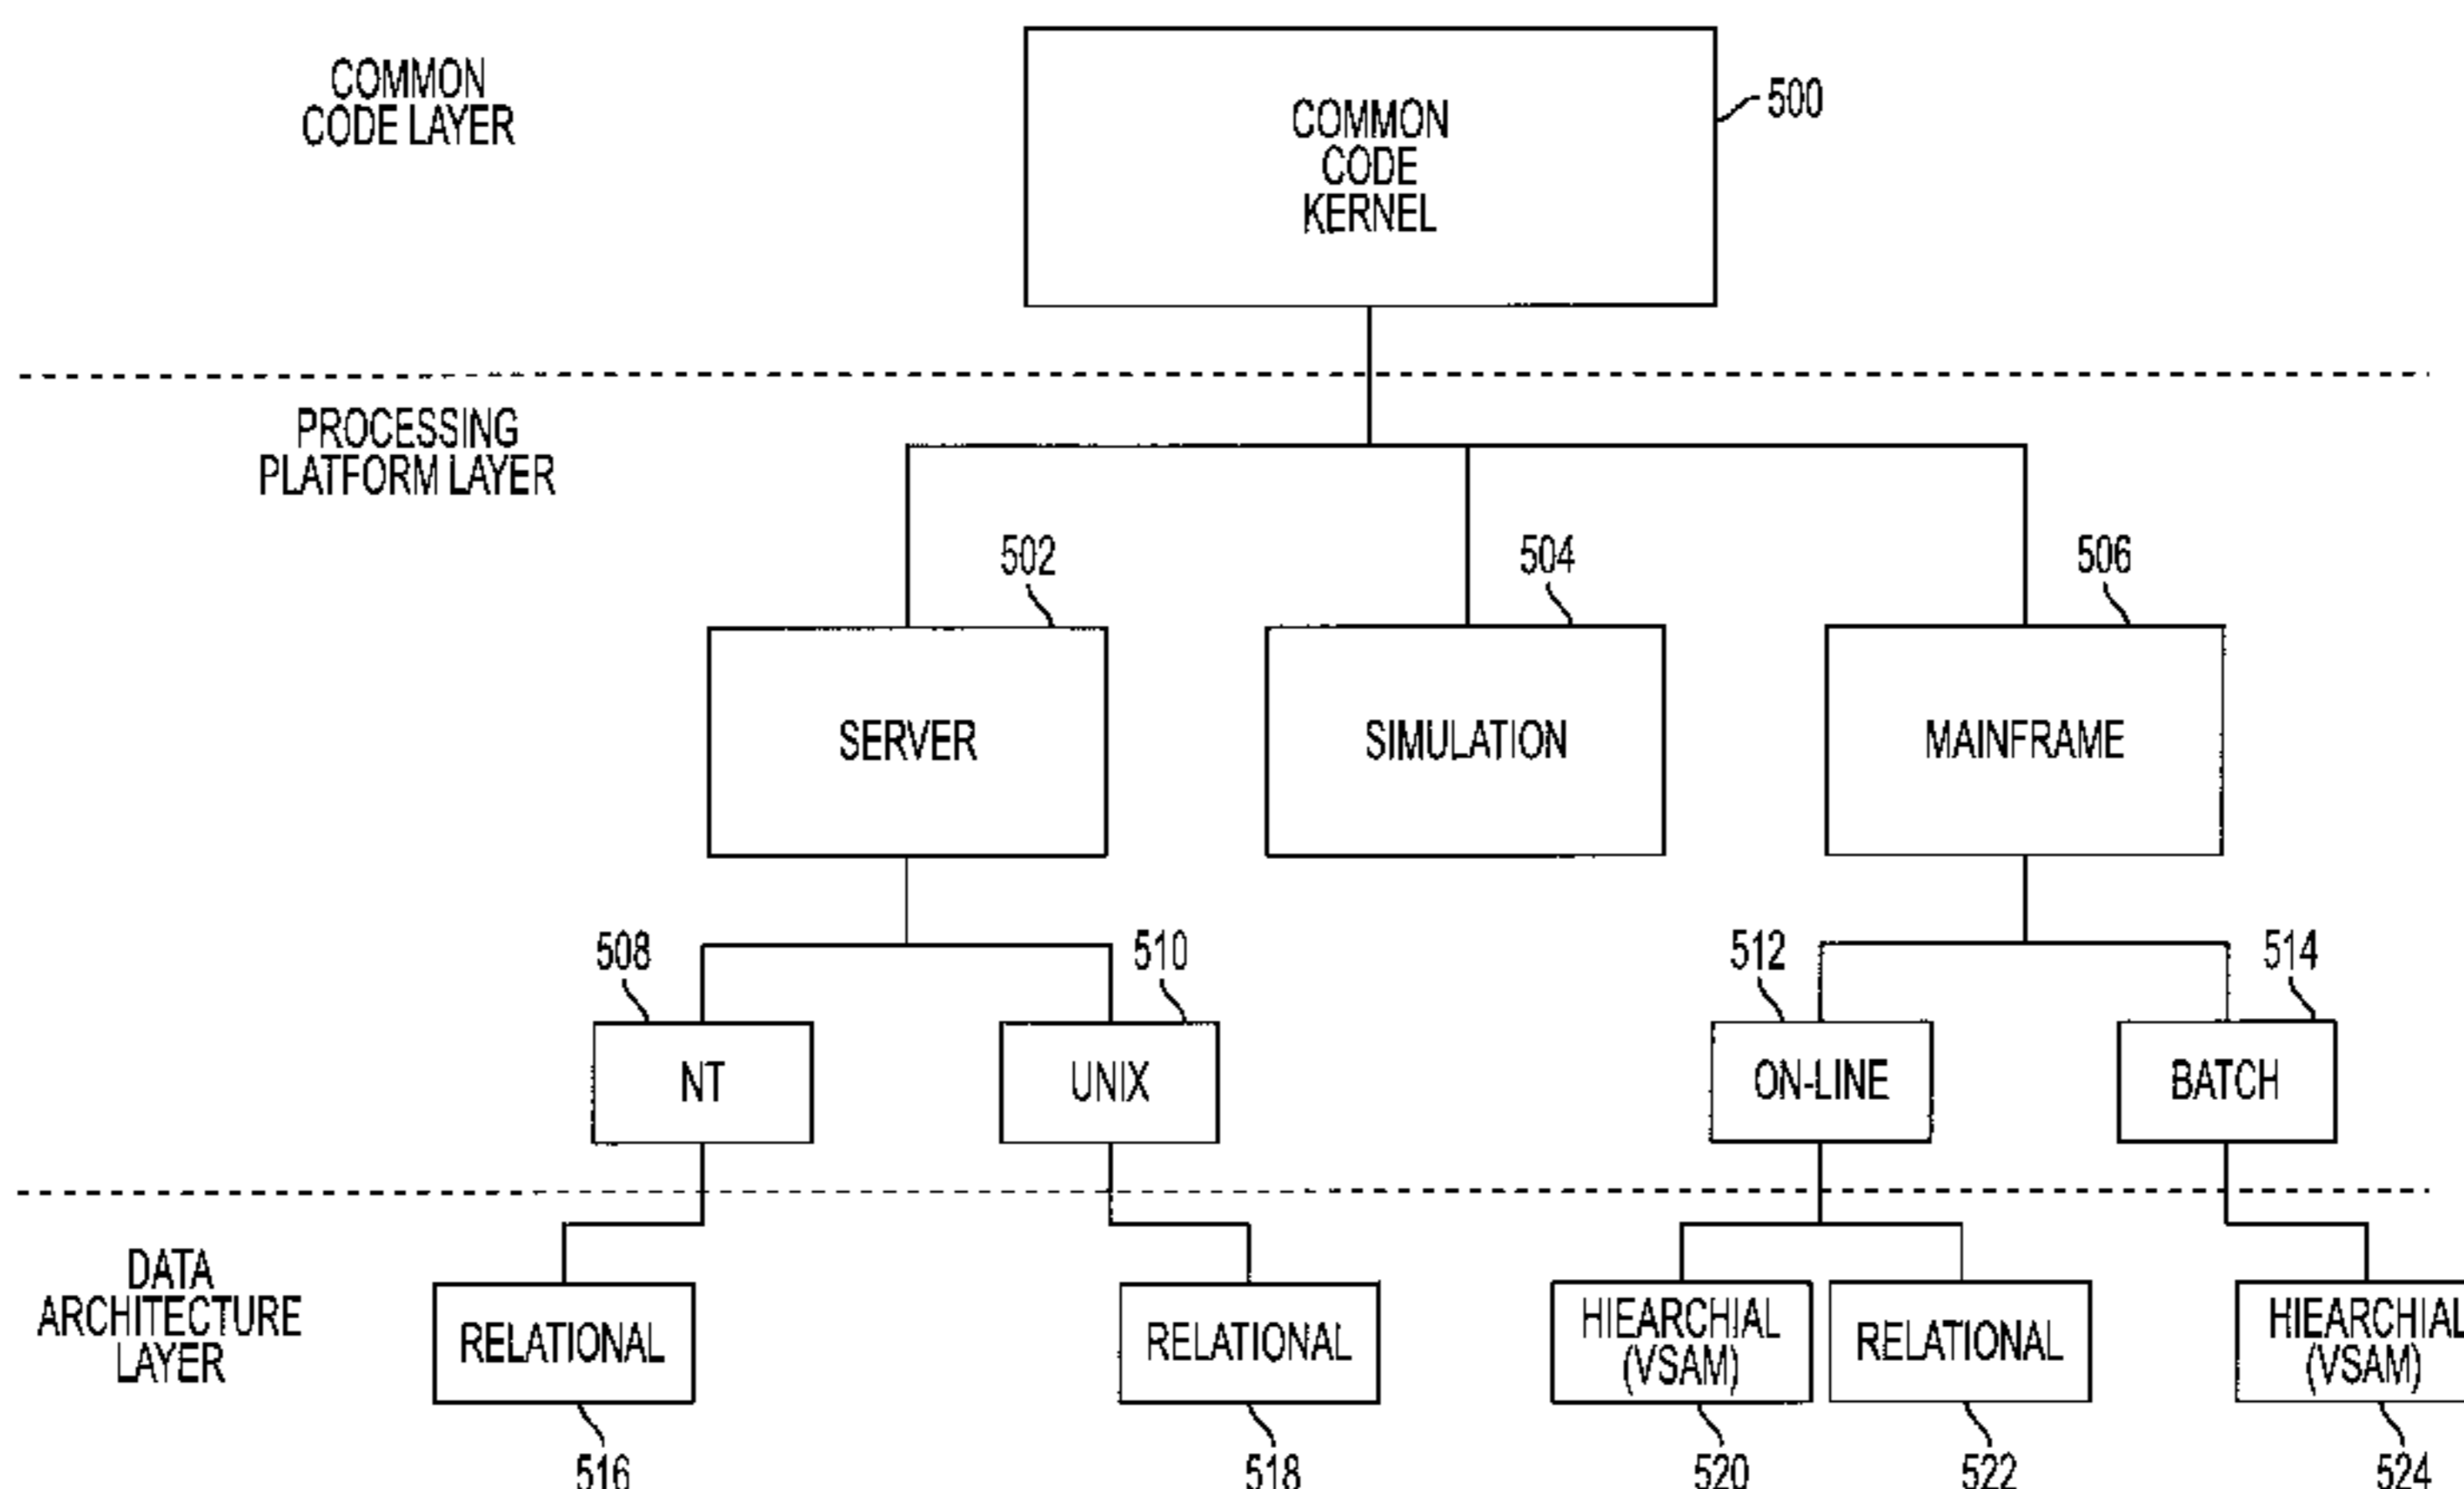 COMMON
CODE LAYER
COMMON
CODE
KERNEL
500
PROCESSING
PLATFORM LAYER
502
504
506
SERVER
SIMULATION
MAINFRAME
508
510
512
514
NT
UNIX
ON-LINE
BATCH
DATA
ARCHITECTURE
LAYER
RELATIONAL
RELATIONAL
HIEARCHIAL
(VSAM)
RELATIONAL
HIEARCHIAL
(VSAM)
516
518
520
522
524